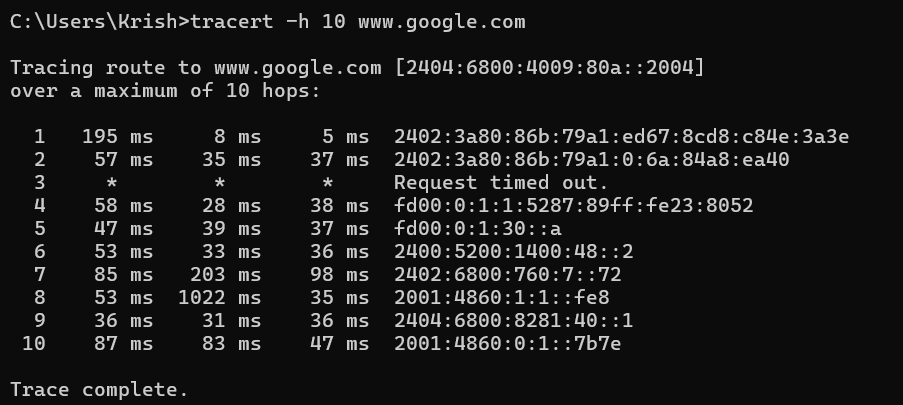 C:\Users\Krish>tracert -h 10 www.google.com
Tracing route to www.google.com [2404:6800:4009:80a::2004]
over a maximum of 10 hops:
1 195 ms 8 ms 5 ms 2402:3a80:86b:79a1:ed67:8cd8:c84e:3a3e
2 57 ms 35 ms 37 ms 2402:3a80:86b:79a1:0:6a:84a8:ea40
3 * * * Request timed out.
4 58 ms 28 ms 38 ms fd00:0:1:1:5287:89ff:fe23:8052
5 47 ms 39 ms 37 ms fd00:0:1:30::a
6 53 ms 33 ms 36 ms 2400:5200:1400:48::2
7 85 ms 203 ms 98 ms 2402:6800:760:7::72
8 53 ms 1022 ms 35 ms 2001:4860:1:1::fe8
9 36 ms 31 ms 36 ms 2404:6800:8281:40::1
10 87 ms 83 ms 47 ms 2001:4860:0:1::7b7e
Trace complete.